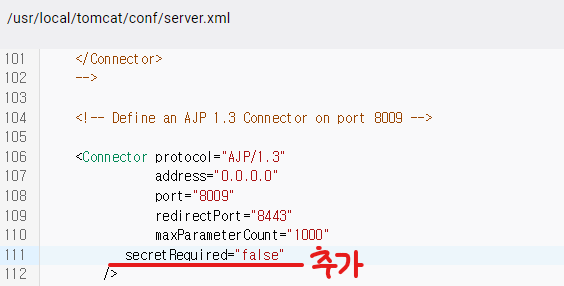 /usr/local/tomcat/conf/server.xml
101 </Connector>
102 -->
103
104 <!-- Define an AJP 1.3 Connector on port 8009 -->
105
106 <Connector protocol="AJP/1.3"
107 address="0.0.0.0"
108 port="8009"
109 redirectPort="8443"
110 maxParameterCount="1000"
111 secretRequired="false" 추가
112 />